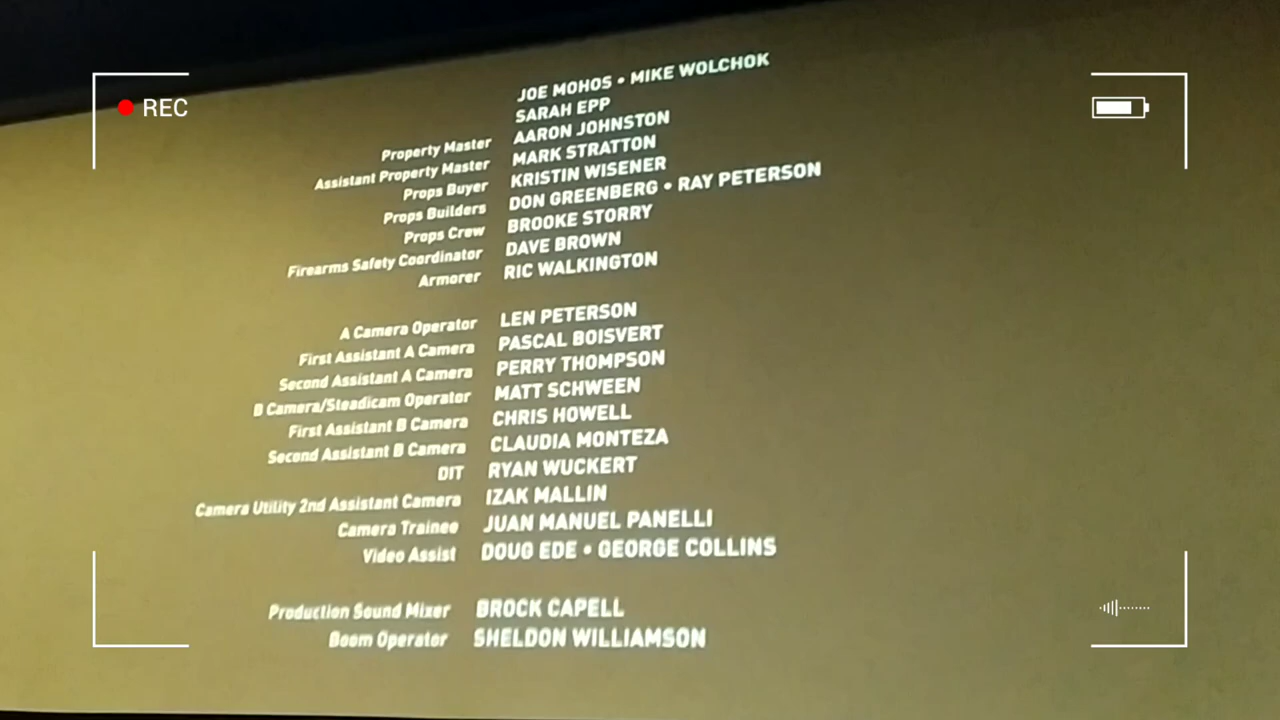 REC
JOE MOHOS • MIKE WOLCHOK
SARAH EPP
Property Master AARON JOHNSTON
Assistant Property Master MARK STRATTON
Props Buyer KRISTIN WISENER
Props Builders DON GREENBERG • RAY PETERSON
Props Crew BROOKE STORRY
Firearms Safety Coordinator DAVE BROWN
Armorer RIC WALKINGTON
A Camera Operator LEN PETERSON
First Assistant A Camera PASCAL BOISVERT
Second Assistant A Camera PERRY THOMPSON
B Camera/Steadicam Operator MATT SCHWEEN
First Assistant B Camera CHRIS HOWELL
Second Assistant B Camera CLAUDIA MONTEZA
DIT RYAN WUCKERT
Camera Utility 2nd Assistant Camera IZAK MALLIN
Camera Trainee JUAN MANUEL PANELLI
Video Assist DOUG EDE • GEORGE COLLINS
Production Sound Mixer BROCK CAPELL
Boom Operator SHELDON WILLIAMSON